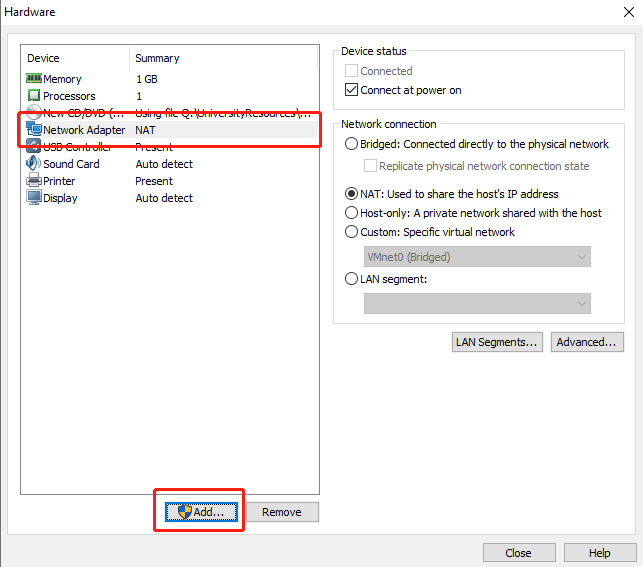 Hardware
Device Summary
Memory 1 GB
Processors 1
New CD/DVD (... Using file Q:\UniversityResources\...
Network Adapter NAT
USB Controller Present
Sound Card Auto detect
Printer Present
Display Auto detect
Add...
Remove
Device status
Connected
Connect at power on
Network connection
Bridged: Connected directly to the physical network
Replicate physical network connection state
NAT: Used to share the host's IP address
Host-only: A private network shared with the host
Custom: Specific virtual network
VMnet0 (Bridged)
LAN segment:
LAN Segments... Advanced...
Close Help